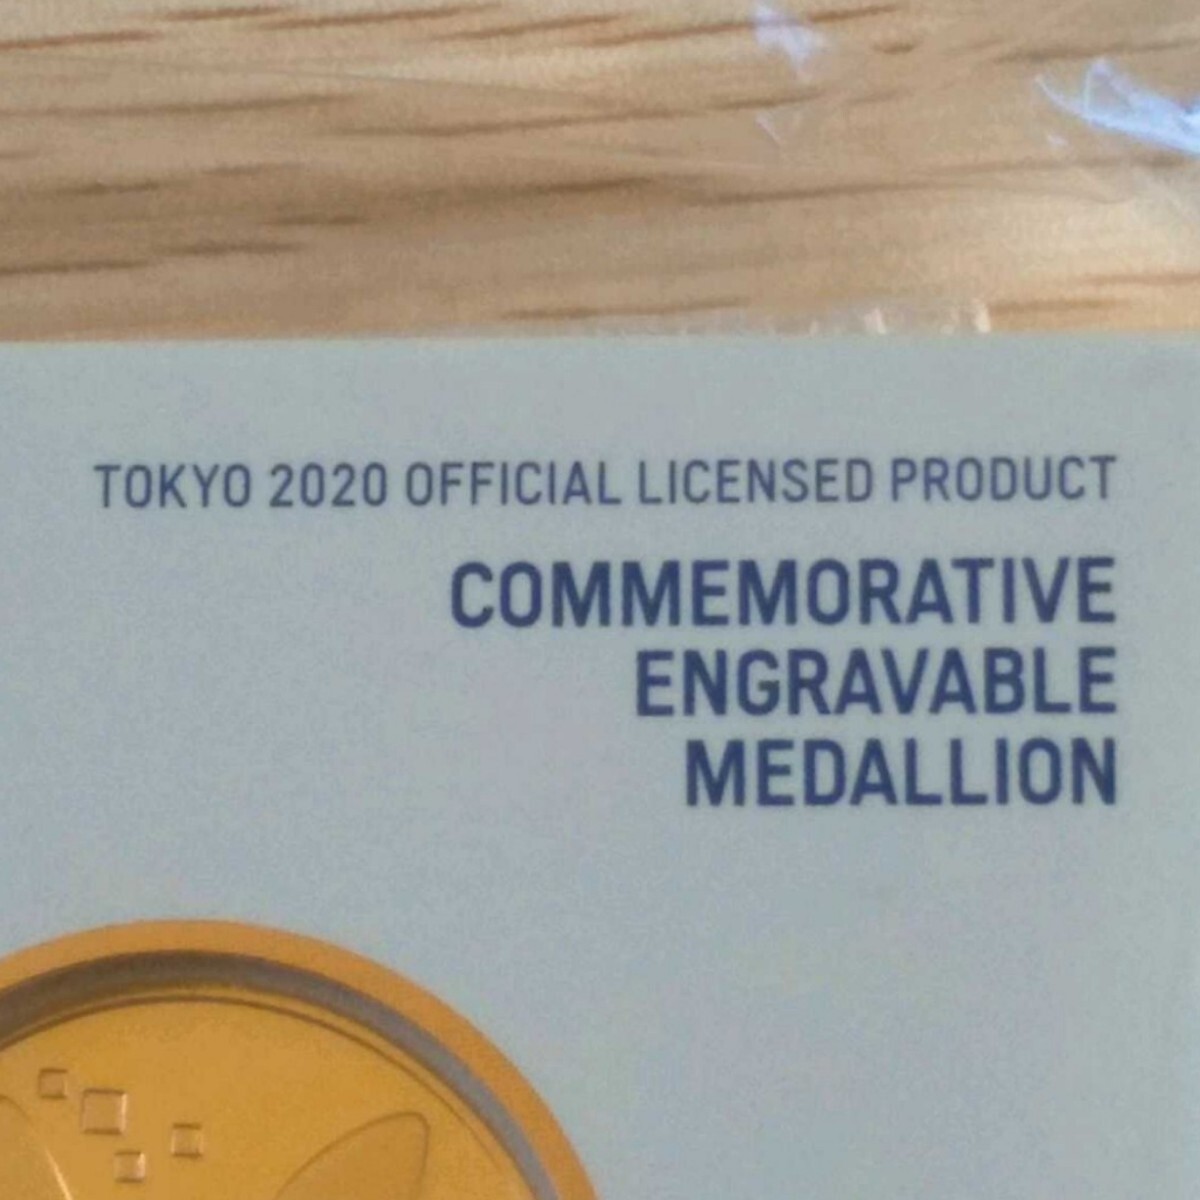 TOKYO 2020 OFFICIAL LICENSED PRODUCT
COMMEMORATIVE
ENGRAVABLE
MEDALLION